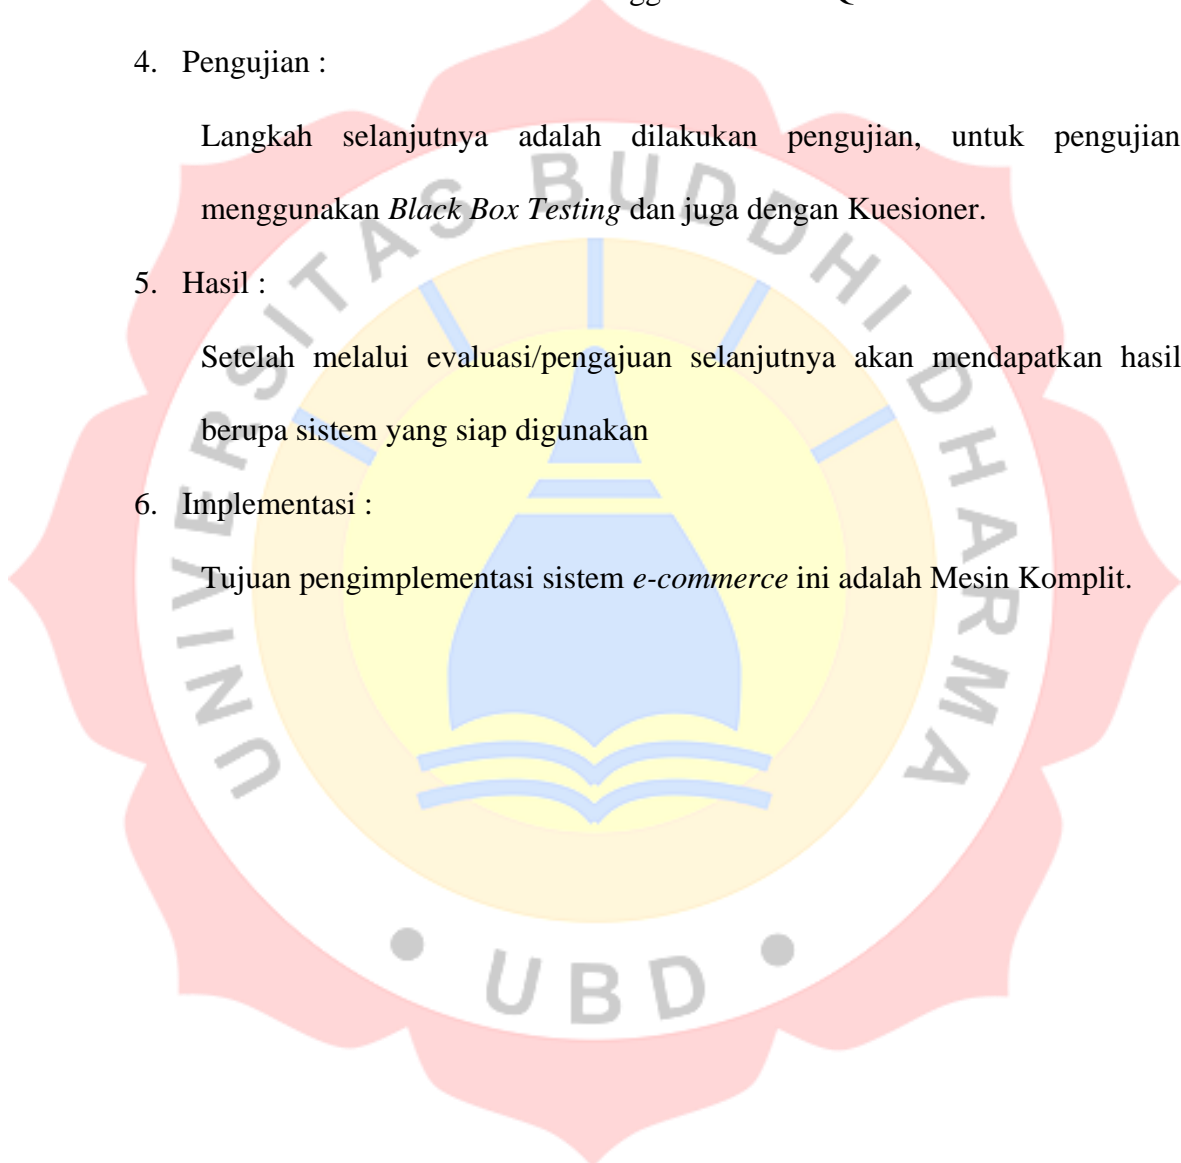 4. Pengujian :
Langkah selanjutnya adalah dilakukan pengujian, untuk pengujian
menggunakan Black Box Testing dan juga dengan Kuesioner.
5. Hasil :
Setelah melalui evaluasi/pengajuan selanjutnya akan mendapatkan hasil
berupa sistem yang siap digunakan
6. Implementasi :
Tujuan pengimplementasi sistem e-commerce ini adalah Mesin Komplit.
UNIVERSITAS BUDDHI DHARMA
UBD